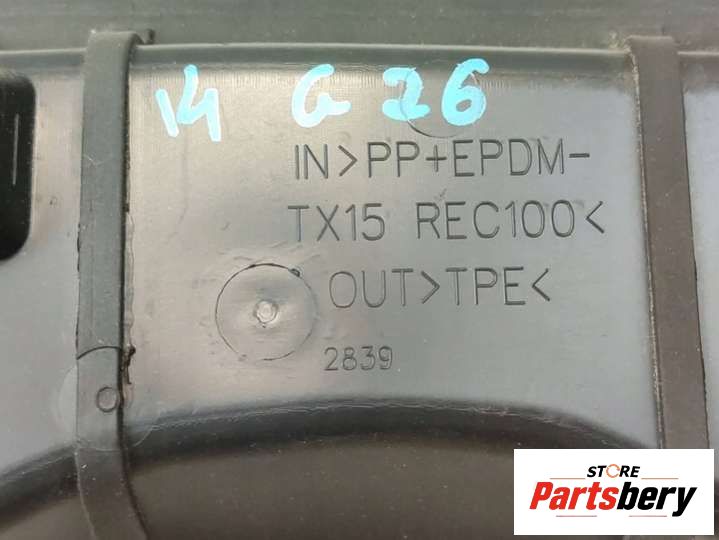 14 G 26
IN>PP+EPDM-
TX15 REC100<
OUT>TPE<
2839
STORE
Partsbery